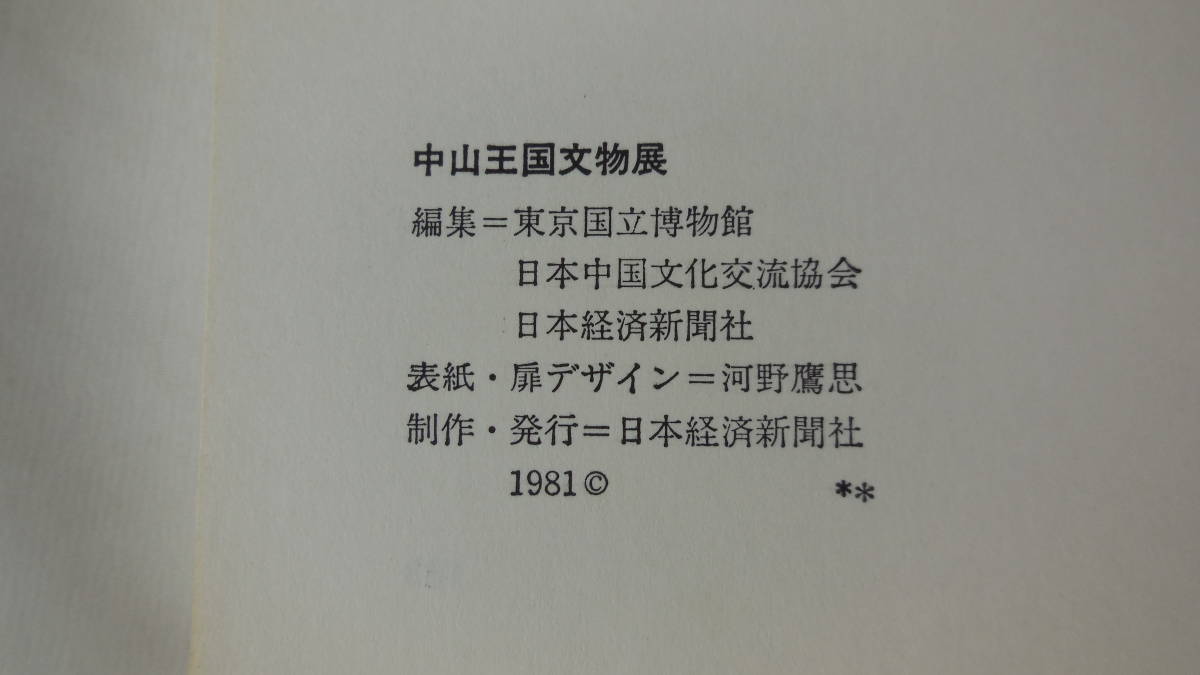 中山王国文物展
編集＝東京国立博物館
日本中国文化交流協会
日本経済新聞社
表紙・扉デザイン＝河野鷹思
制作・発行＝日本経済新聞社
1981© **